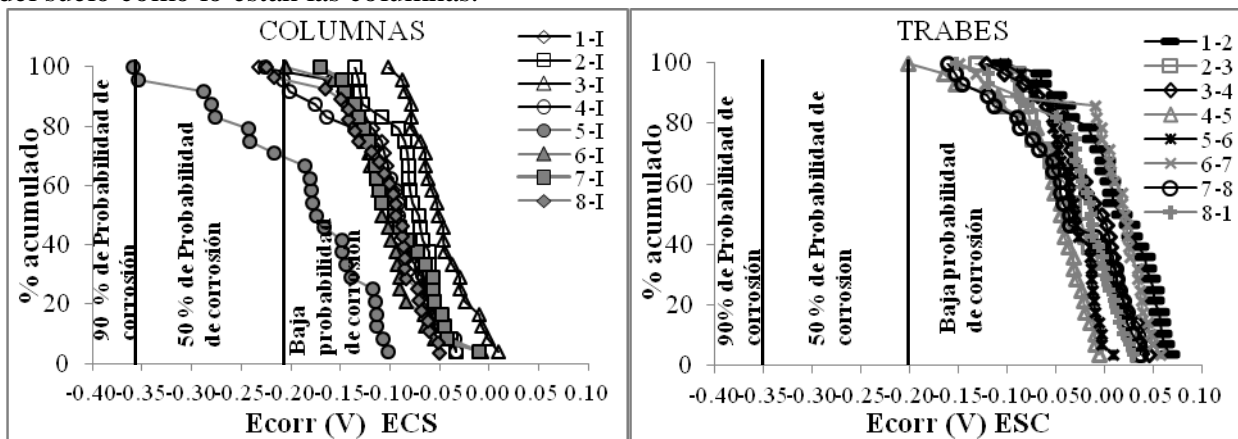 del suelo como lo están las columnas.
COLUMNAS
% acumulado
100
80
60
40
20
0
90 % de Probabilidad de
corrosión
50 % de Probabilidad
de corrosión
Baja
probabilidad
de corrosión
1-I
2-I
3-I
4-I
5-I
6-I
7-I
8-I
-0.40 -0.35 -0.30 -0.25 -0.20 -0.15 -0.10 -0.05 0.00 0.05 0.10
Ecorr (V) ECS
TRABES
% acumulado
100
80
60
40
20
0
90% de Probabilidad de
corrosión
50 % de Probabilidad de
corrosion
Baja probabilidad
de corrosión
1-2
2-3
3-4
4-5
5-6
6-7
7-8
8-1
-0.40 -0.35 -0.30 -0.25 -0.20 -0.15 -0.10 -0.05 0.00 0.05 0.10
Ecorr (V) ESC